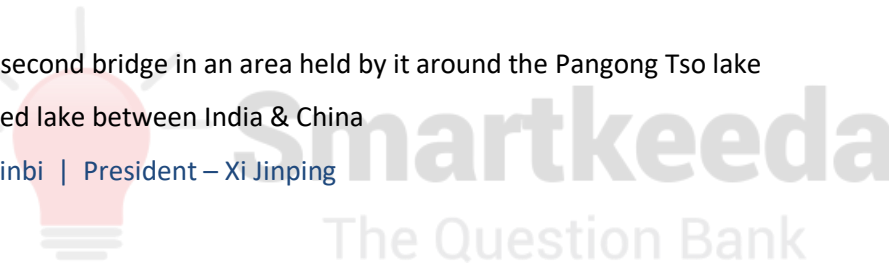 second bridge in an area held by it around the Pangong Tso lake
ed lake between India & China
inbi | President – Xi Jinping
Smartkeeda
The Question Bank